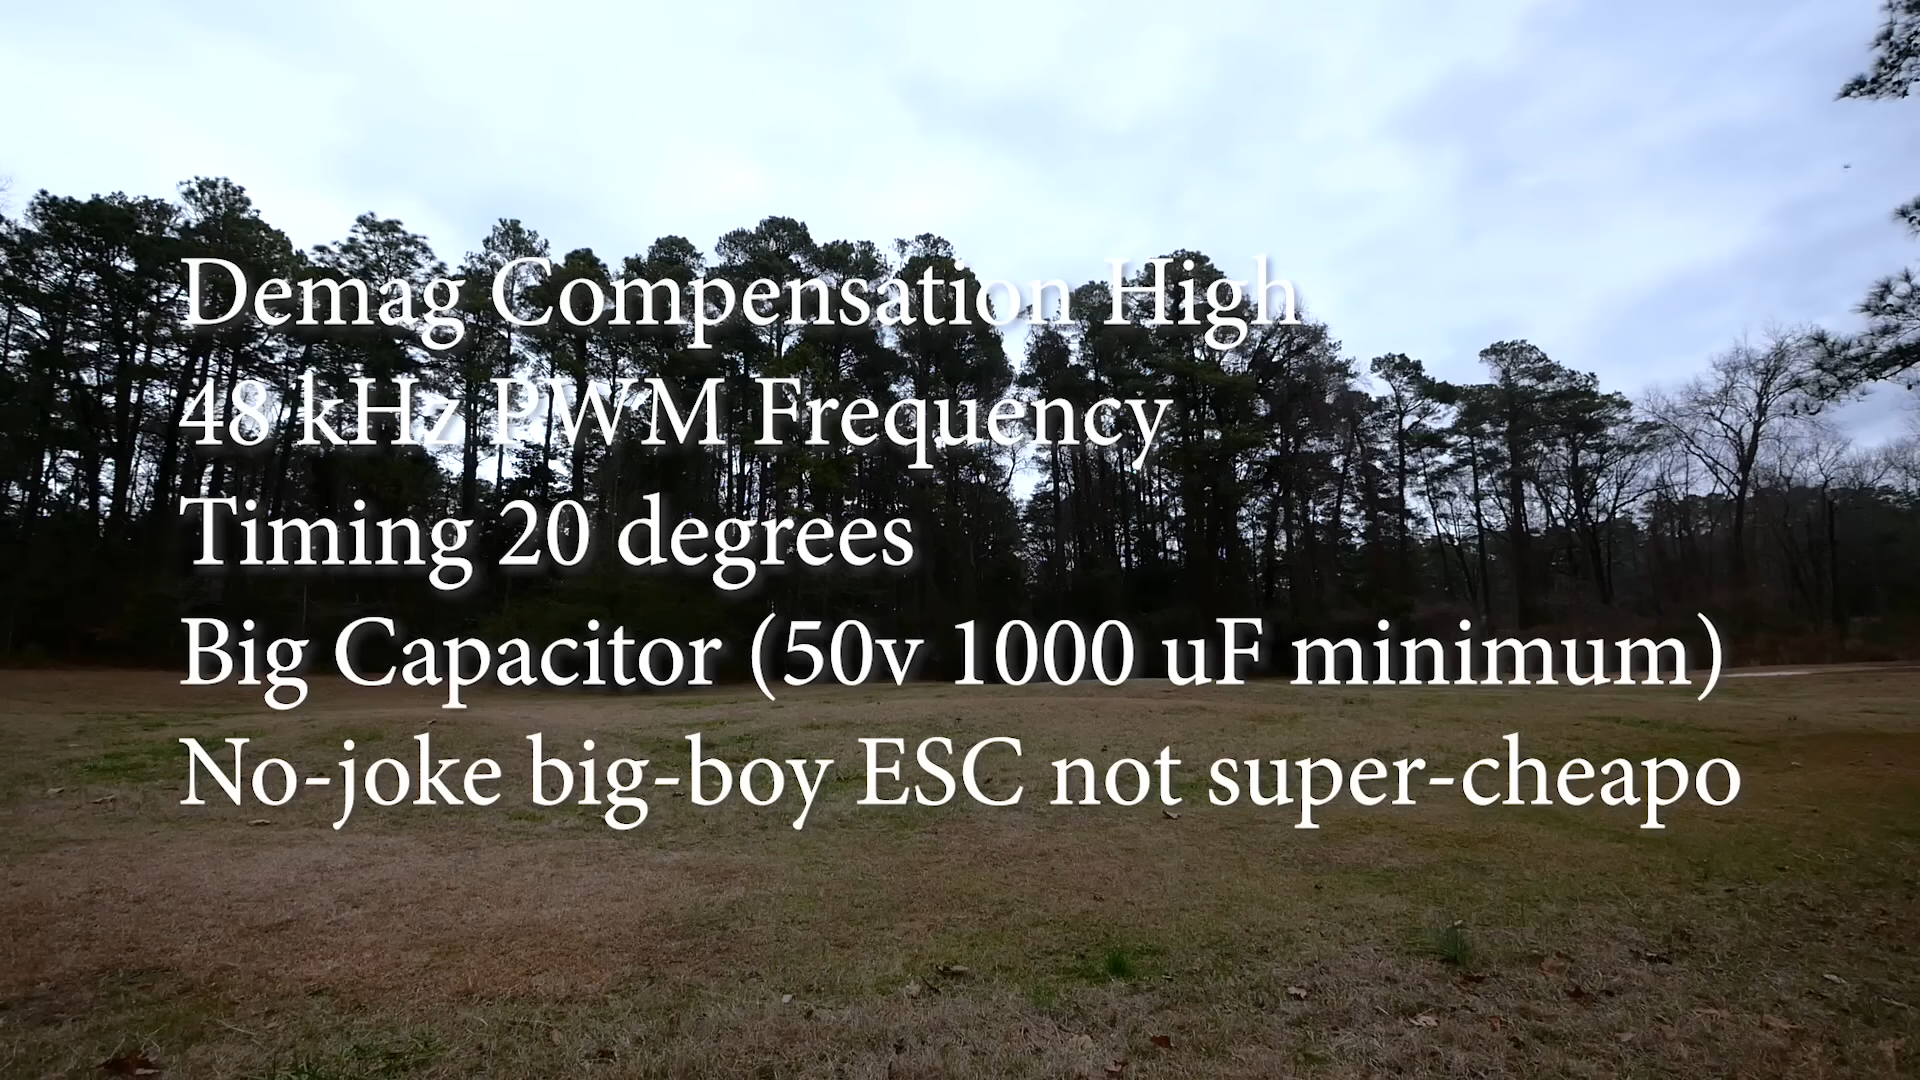 Demag Compensation High
48 kHz PWM Frequency
Timing 20 degrees
Big Capacitor (50v 1000 uF minimum)
No-joke big-boy ESC not super-cheapo